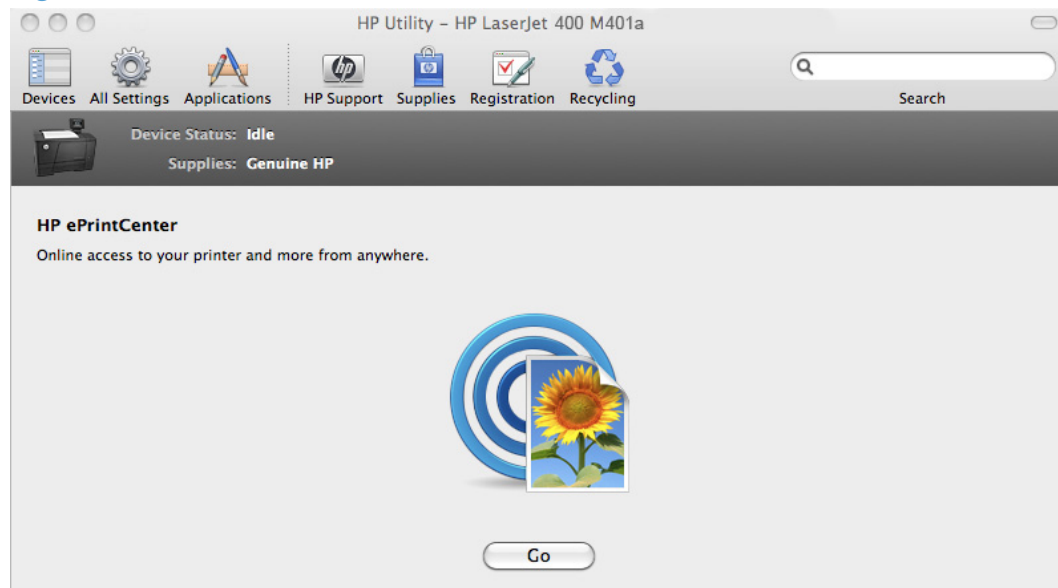 HP Utility – HP LaserJet 400 M401a
Devices All Settings Applications HP Support Supplies Registration Recycling Search
Device Status: Idle
Supplies: Genuine HP
HP ePrintCenter
Online access to your printer and more from anywhere.
Go